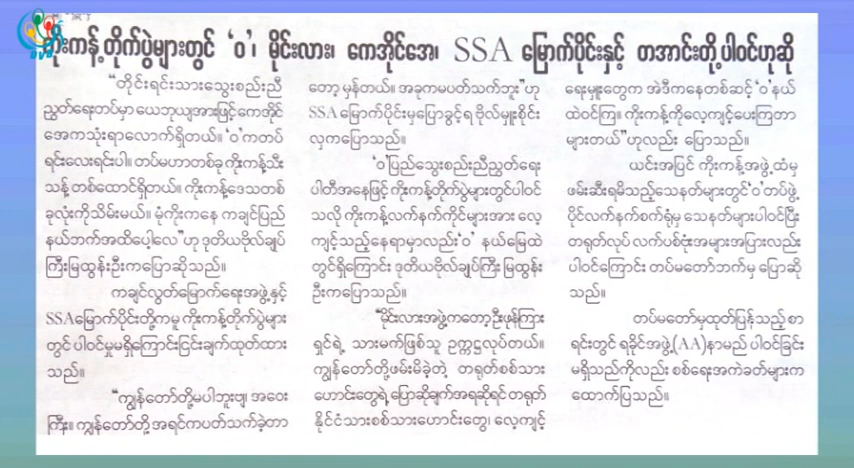 ကိုးကန့်တိုက်ပွဲများတွင် ‘ဝ’၊ မိုင်းလား၊ ကေအိုင်အေ၊ SSA မြောက်ပိုင်းနှင့် တအာင်းတို့ပါဝင်ဟုဆို
“တိုင်းရင်းသားသွေးစည်းညီ
ညွတ်ရေးတပ်မှာ ယေဘုယျအားဖြင့်ကေအိုင်
အေကသုံးရာလောက်ရှိတယ်။ ‘ဝ’ကတပ်
ရင်းလေးရင်းပါ။ တပ်မဟာတစ်ခု ကိုးကန့်သီး
သန့် တစ်ထောင်ရှိတယ်။ ကိုးကန့်ဒေသတစ်
ခုလုံးကိုသိမ်းမယ်။ မုံကိုးကနေ ကချင်ပြည်
နယ်ဘက်အထိပေါ့လေ”ဟု ဒုတိယဗိုလ်ချုပ်
ကြီးမြထွန်းဦးကပြောဆိုသည်။
ကချင်လွတ်မြောက်ရေးအဖွဲ့နှင့်
SSAမြောက်ပိုင်းတို့ကမူ ကိုးကန့်တိုက်ပွဲများ
တွင် ပါဝင်မှုမရှိကြောင်းငြင်းချက်ထုတ်ထား
သည်။
“ကျွန်တော်တို့မပါဘူးဗျ၊ အဝေး
ကြီး။ ကျွန်တော်တို့ အရင်ကပတ်သက်ခဲ့တာ
တော့ မှန်တယ်။ အခုကမပတ်သက်ဘူး”ဟု
SSAမြောက်ပိုင်းမှပြောခွင့်ရ ဗိုလ်မှူးစိုင်း
လှကပြောသည်။
‘ဝ’ပြည်သွေးစည်းညီညွတ်ရေး
ပါတီအနေဖြင့် ကိုးကန့်တိုက်ပွဲများတွင်ပါဝင်
သလို ကိုးကန့်လက်နက်ကိုင်များအား လေ့
ကျင့်သည့်နေရာမှာလည်း‘ဝ’ နယ်မြေထဲ
တွင်ရှိကြောင်း ဒုတိယဗိုလ်ချုပ်ကြီး မြထွန်း
ဦးကပြောသည်။
“မိုင်းလားအဖွဲ့ကတော့ဦးဖုန်ကြား
ရှင်ရဲ့ သားမက်ဖြစ်သူ ဥက္ကဋ္ဌလုပ်တယ်။
ကျွန်တော်တို့ဖမ်းမိခဲ့တဲ့ တရုတ်စစ်သား
ဟောင်းတွေရဲ့ပြောဆိုချက်အရဆိုရင် တရုတ်
နိုင်ငံသားစစ်သားဟောင်းတွေ၊ လေ့ကျင့်
ရေးမှူးတွေက အဲဒီကနေတစ်ဆင့် ‘ဝ’နယ်
ထဲဝင်ကြ။ ကိုးကန့်ကိုလေ့ကျင့်ပေးကြတာ
များတယ်”ဟုလည်း ပြောသည်။
ယင်းအပြင် ကိုးကန့်အဖွဲ့ထံမှ
ဖမ်းဆီးရမိသည့်သေနတ်များတွင်‘ဝ’တပ်ဖွဲ့
ပိုင်လက်နက်စက်ရုံမှ သေနတ်များပါဝင်ပြီး
တရုတ်လုပ် လက်ပစ်ဗုံးအများအပြားလည်း
ပါဝင်ကြောင်း တပ်မတော်ဘက်မှ ပြောဆို
သည်။
တပ်မတော်မှထုတ်ပြန်သည့်စာ
ရင်းတွင် ရခိုင်အဖွဲ့(AA)နာမည် ပါဝင်ခြင်း
မရှိသည်ကိုလည်း စစ်ရေးအကဲခတ်များက
ထောက်ပြသည်။